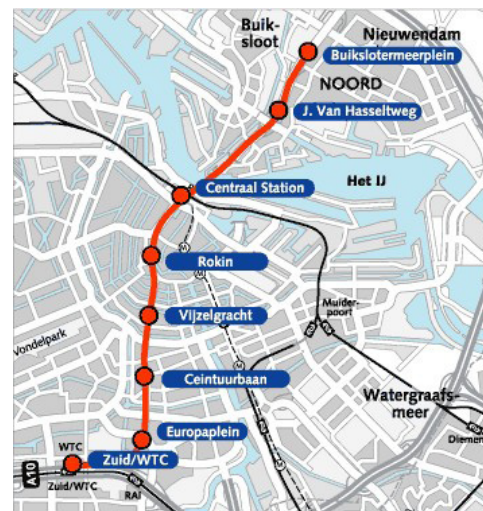 Buik-
sloot
Nieuwendam
Buikslotermeerplein
NOORD
J. Van Hasseltweg
Centraal Station
Het IJ
M
Rokin
M
Muider-
poort
Vijzelgracht
Vondelpark
M
Ceintuurbaan
Watergraafs-
meer
Europaplein
Diemen
WTC
Zuid/WTC
M
A10
Zuid/WTC
RAI